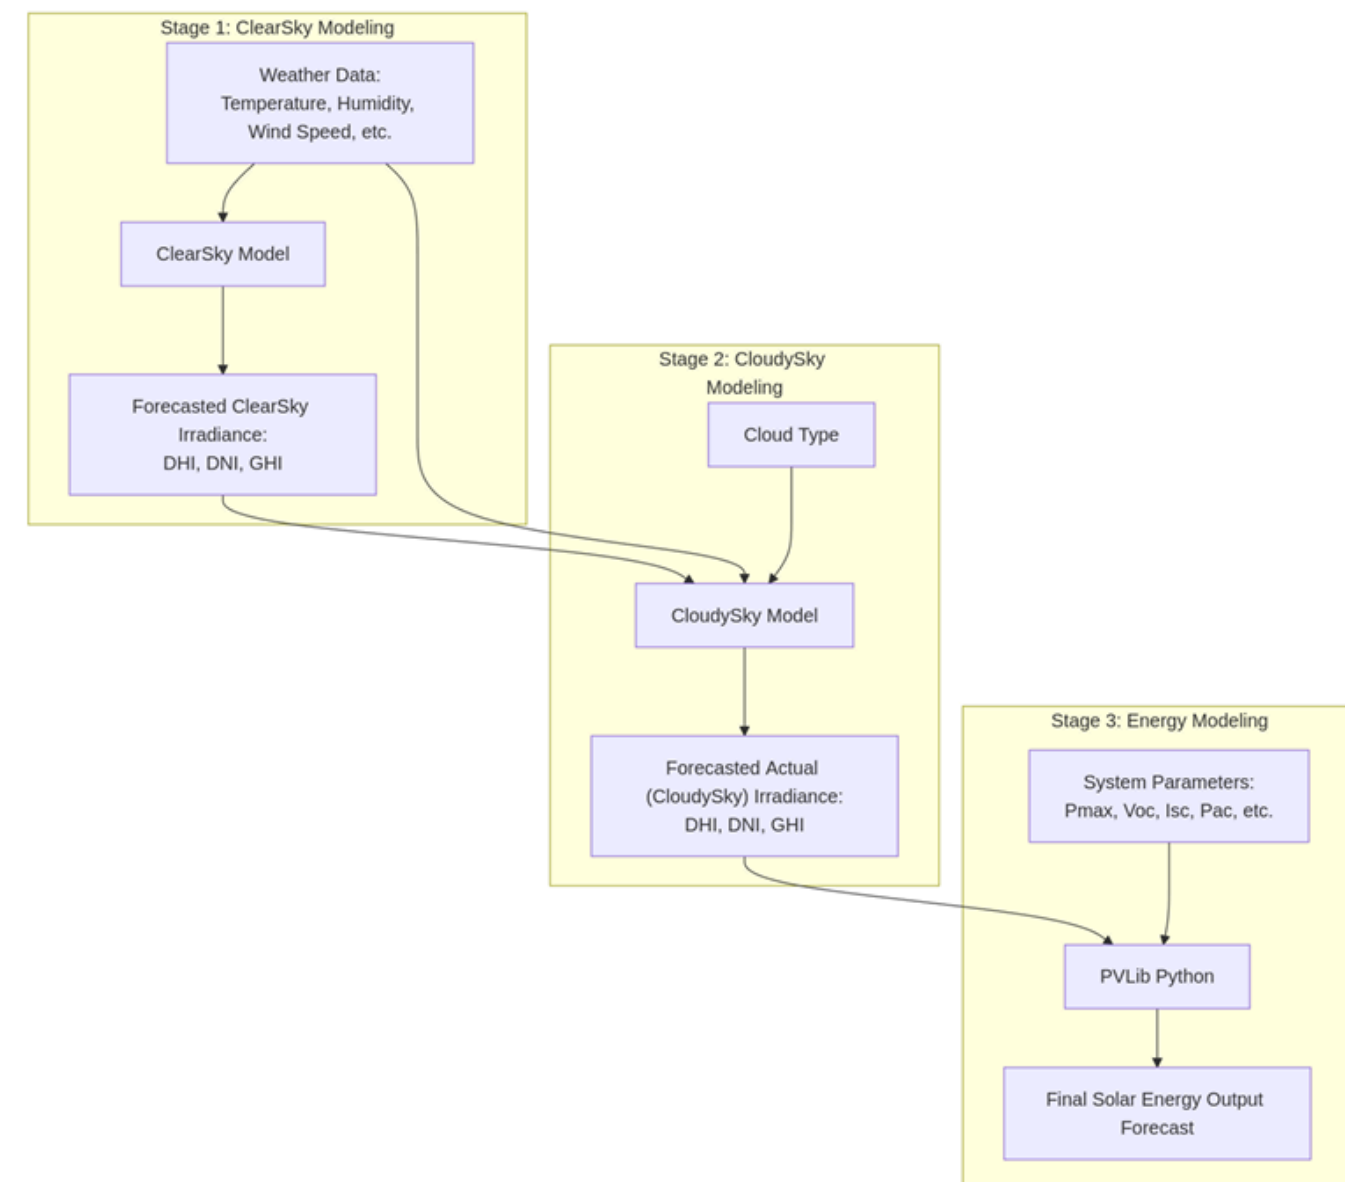 Stage 1: ClearSky Modeling
Weather Data:
Temperature, Humidity,
Wind Speed, etc.
ClearSky Model
Forecasted ClearSky
Irradiance:
DHI, DNI, GHI
Stage 2: CloudySky
Modeling
Cloud Type
CloudySky Model
Forecasted Actual
(CloudySky) Irradiance:
DHI, DNI, GHI
Stage 3: Energy Modeling
System Parameters:
Pmax, Voc, Isc, Pac, etc.
PVLib Python
Final Solar Energy Output
Forecast